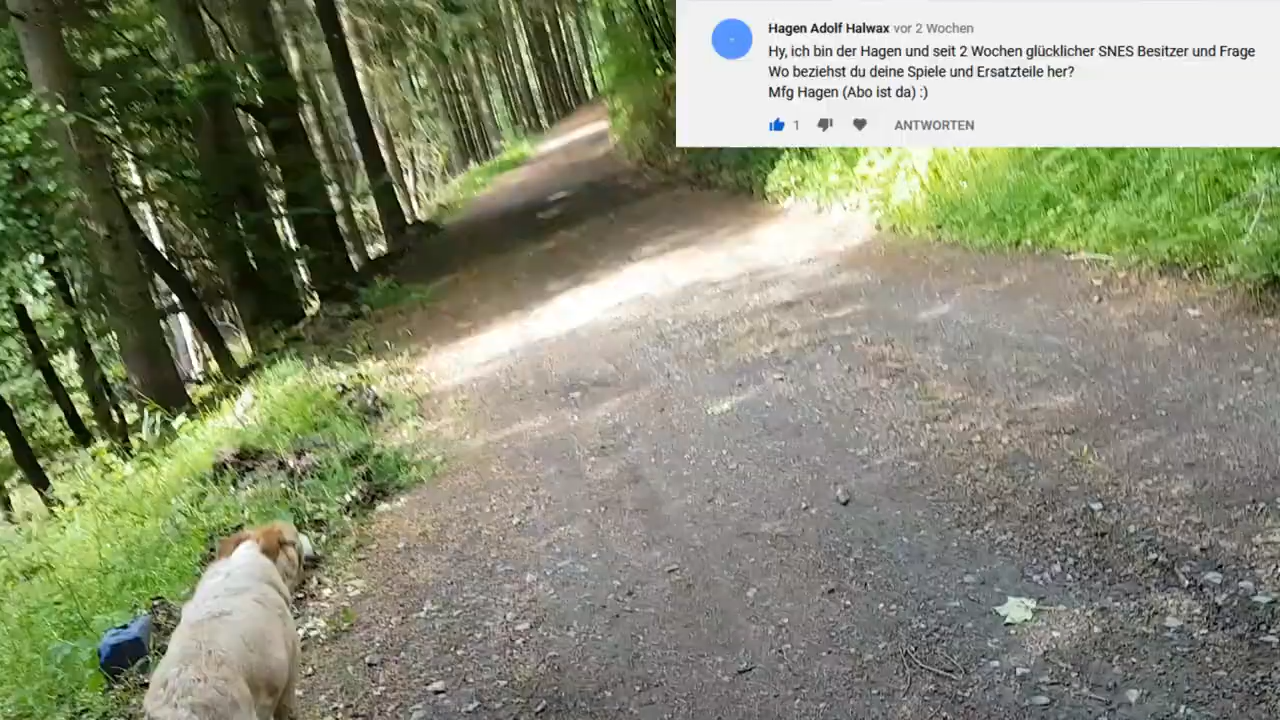 Hagen Adolf Halwax vor 2 Wochen
Hy, ich bin der Hagen und seit 2 Wochen glücklicher SNES Besitzer und Frage
Wo beziehst du deine Spiele und Ersatzteile her?
Mfg Hagen (Abo ist da) :)
1 ANTWORTEN